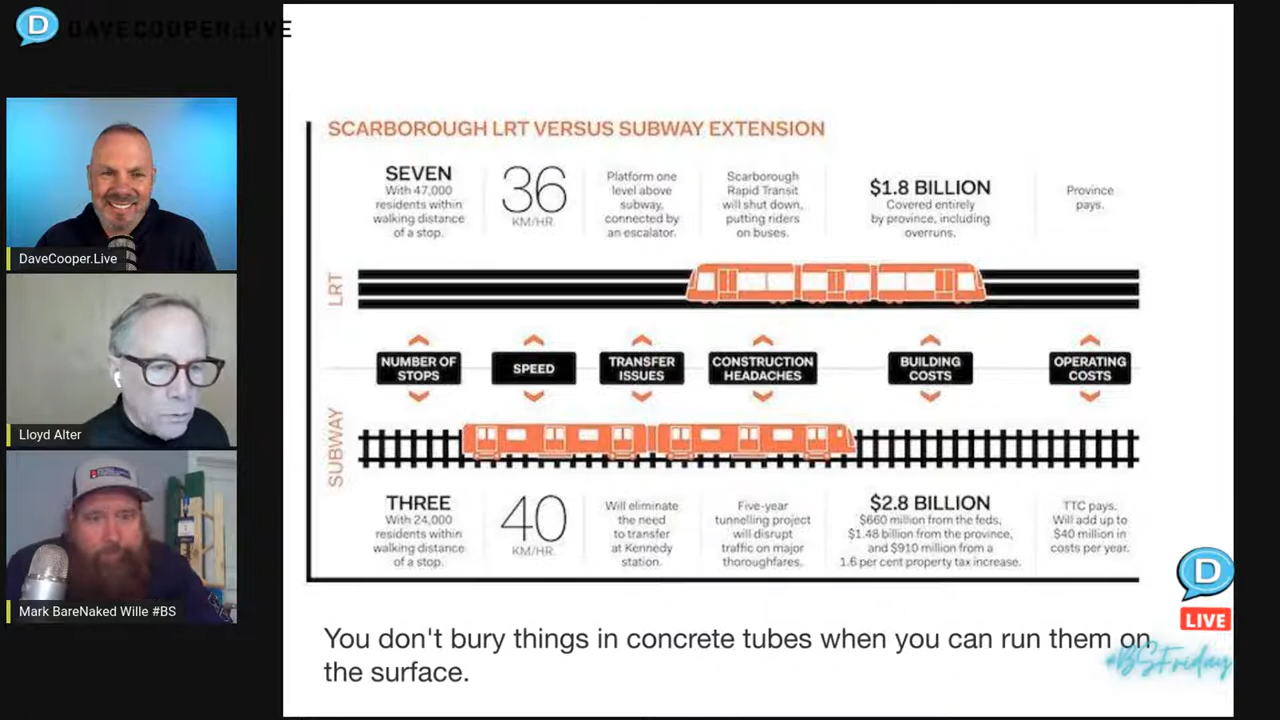 D DAVECOOPER.LIVE
DaveCooper.Live
Lloyd Alter
Mark BareNaked Wille #BS
SCARBOROUGH LRT VERSUS SUBWAY EXTENSION
SEVEN
With 47,000
residents within
walking distance
of a stop.
36
KM/HR.
Platform one
level above
subway,
connected by
an escalator.
Scarborough
Rapid Transit
will shut down,
putting riders
on buses.
$1.8 BILLION
Covered entirely
by province, including
overruns.
Province
pays.
LRT
NUMBER OF
STOPS
SPEED
TRANSFER
ISSUES
CONSTRUCTION
HEADACHES
BUILDING
COSTS
OPERATING
COSTS
SUBWAY
THREE
With 24,000
residents within
walking distance
of a stop.
40
KM/HR.
Will eliminate
the need
to transfer
at Kennedy
station.
Five-year
tunnelling project
will disrupt
traffic on major
thoroughfares.
$2.8 BILLION
$660 million from the feds,
$1.48 billion from the province,
and $910 million from a
1.6 per cent property tax increase.
TTC pays.
Will add up to
$40 million in
costs per year.
You don't bury things in concrete tubes when you can run them on
the surface.
D
LIVE
#BSFriday